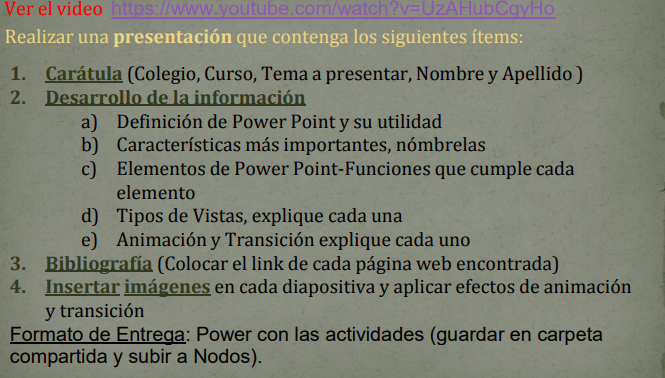 Ver el video https://www.youtube.com/watch?v=UzAHubCqyHo
Realizar una presentación que contenga los siguientes ítems:
1. Carátula (Colegio, Curso, Tema a presentar, Nombre y Apellido )
2. Desarrollo de la información
a) Definición de Power Point y su utilidad
b) Características más importantes, nómbrelas
c) Elementos de Power Point-Funciones que cumple cada
elemento
d) Tipos de Vistas, explique cada una
e) Animación y Transición explique cada uno
3. Bibliografía (Colocar el link de cada página web encontrada)
4. Insertar imágenes en cada diapositiva y aplicar efectos de animación
y transición
Formato de Entrega: Power con las actividades (guardar en carpeta
compartida y subir a Nodos).